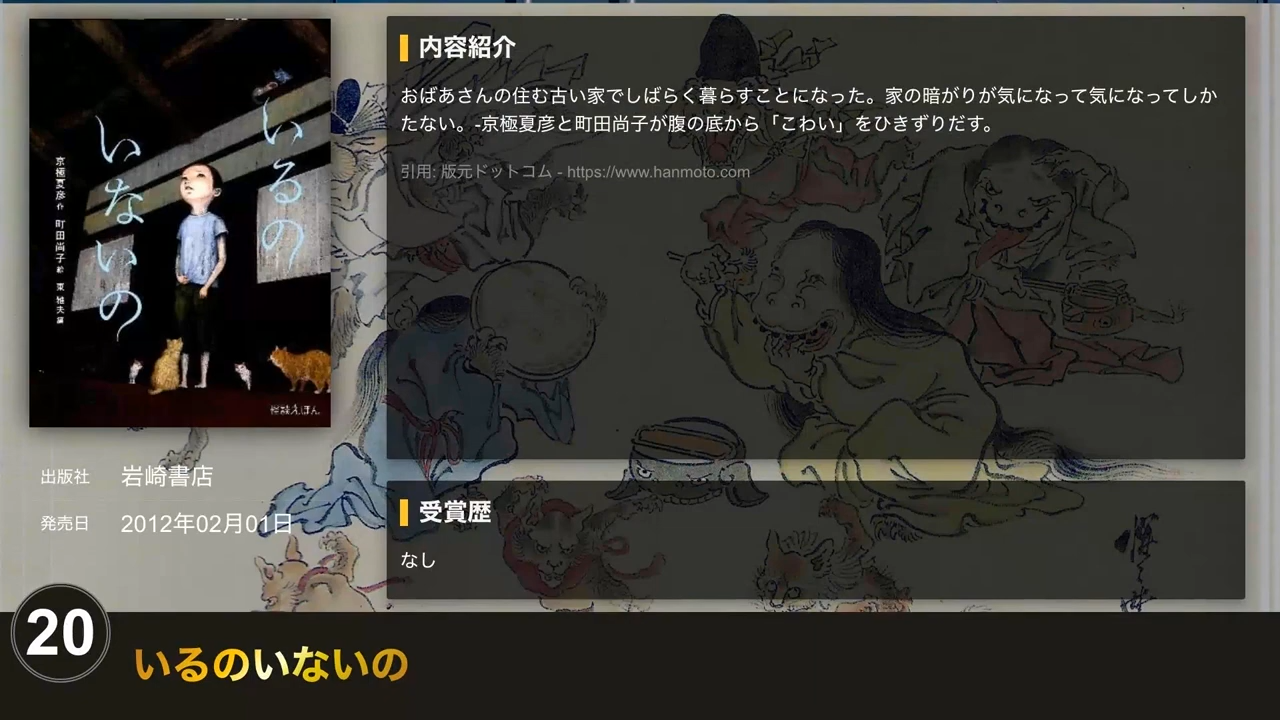 いるの
いないの
京極夏彦 作 町田尚子 絵 東雅夫 編
怪談えほん
出版社 岩崎書店
発売日 2012年02月01日
内容紹介
おばあさんの住む古い家でしばらく暮らすことになった。家の暗がりが気になって気になってしか
たない。-京極夏彦と町田尚子が腹の底から「こわい」をひきずりだす。
引用: 版元ドットコム - https://www.hanmoto.com
受賞歴
なし
20
いるのいないの